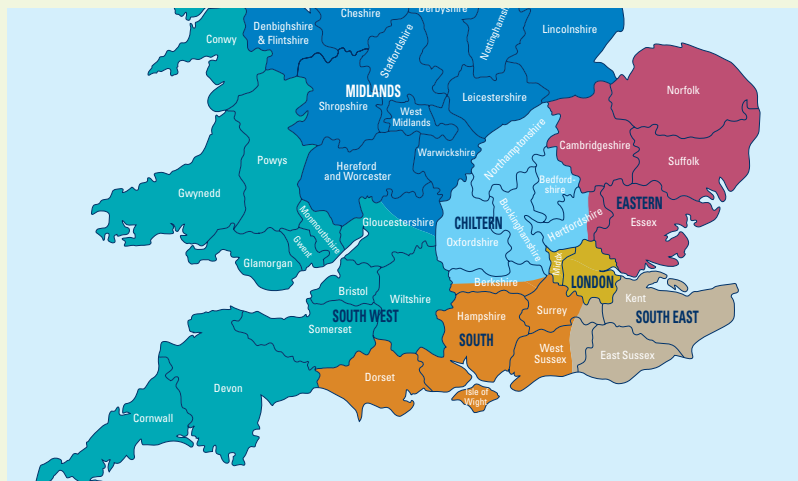 Cheshire
Derbyshire
Nottinghamsh
Staffordshire
Lincolnshire
Denbighshire
& Flintshire
Conwy
MIDLANDS
Shropshire
West
Midlands
Leicestershire
Norfolk
Northamptonshire
Cambridgeshire
Suffolk
Powys
Hereford
and Worcester
Warwickshire
Bedford-
shire
Gwynedd
Monmouthshire
Gwent
Gloucestershire
CHILTERN
Oxfordshire
Buckinghamshire
Hertfordshire
EASTERN
Essex
Glamorgan
Berkshire
Middx
LONDON
Bristol
Wiltshire
SOUTH WEST
Somerset
Hampshire
SOUTH
Surrey
Kent
SOUTH EAST
West
Sussex
East Sussex
Dorset
Isle of
Wight
Devon
Cornwall